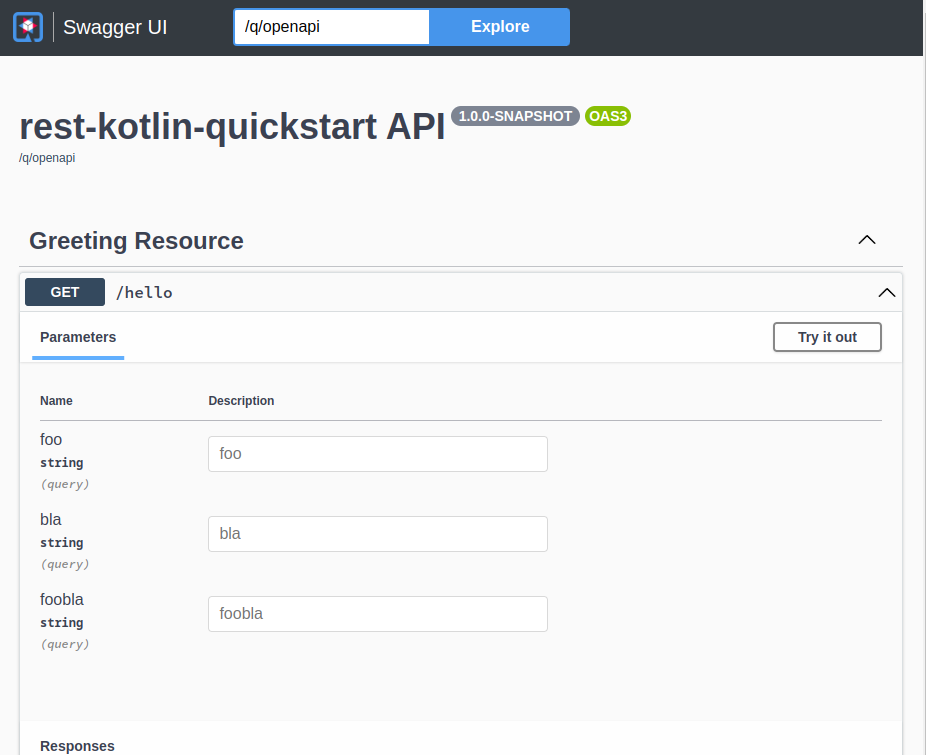 Swagger UI /q/openapi Explore
rest-kotlin-quickstart API 1.0.0-SNAPSHOT OAS3
/q/openapi
Greeting Resource
GET /hello
Parameters Try it out
Name Description
foo
string
(query)
foo
bla
string
(query)
bla
foobla
string
(query)
foobla
Responses